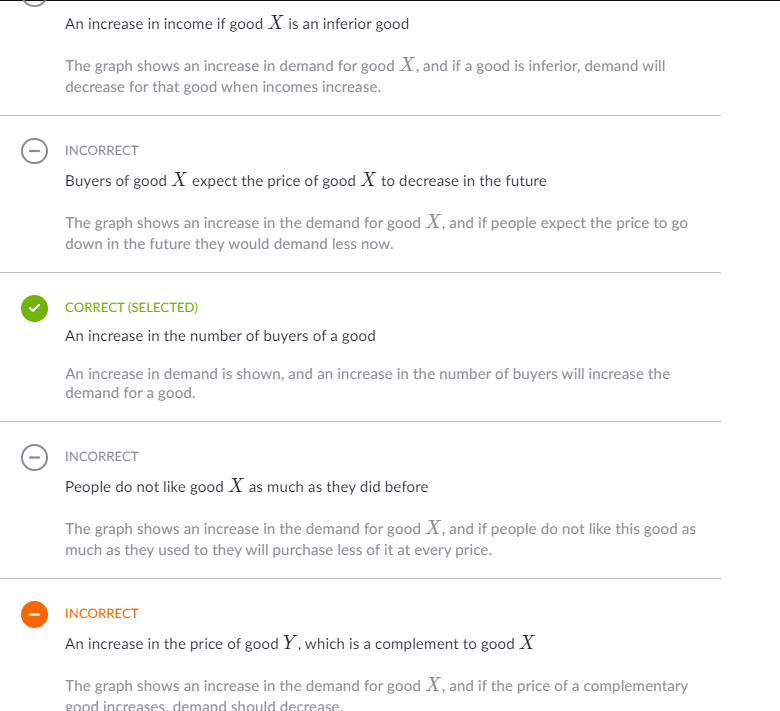 An increase in income if good X is an inferior good
The graph shows an increase in demand for good X, and if a good is inferior, demand will
decrease for that good when incomes increase.
INCORRECT
Buyers of good X expect the price of good X to decrease in the future
The graph shows an increase in the demand for good X, and if people expect the price to go
down in the future they would demand less now.
CORRECT (SELECTED)
An increase in the number of buyers of a good
An increase in demand is shown, and an increase in the number of buyers will increase the
demand for a good.
INCORRECT
People do not like good X as much as they did before
The graph shows an increase in the demand for good X, and if people do not like this good as
much as they used to they will purchase less of it at every price.
INCORRECT
An increase in the price of good Y, which is a complement to good X
The graph shows an increase in the demand for good X, and if the price of a complementary
good increases, demand should decrease.